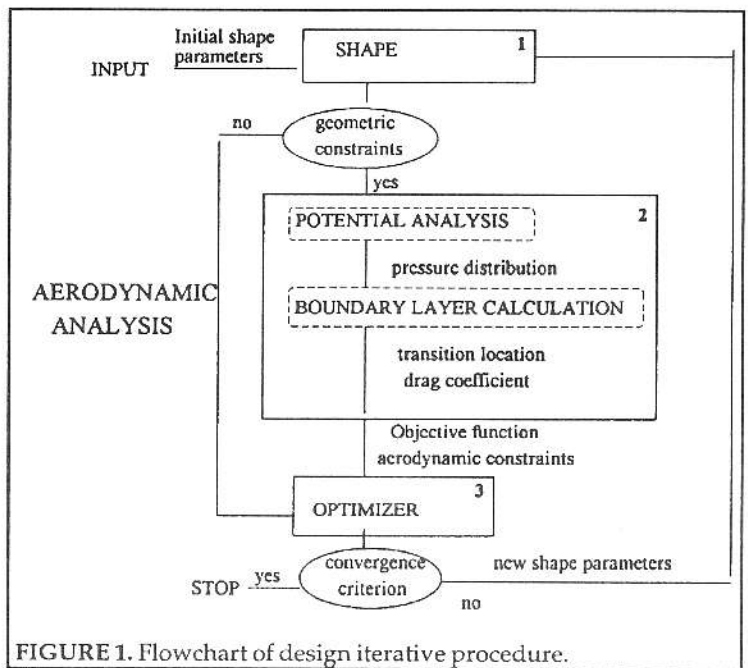 Initial shape
parameters
INPUT
SHAPE
1
no
geometric
constraints
yes
2
POTENTIAL ANALYSIS
pressure distribution
AERODYNAMIC
ANALYSIS
BOUNDARY LAYER CALCULATION
transition location
drag coefficient
Objective function
aerodynamic constraints
3
OPTIMIZER
convergence
criterion
new shape parameters
STOP
yes
no
FIGURE 1. Flowchart of design iterative procedure.